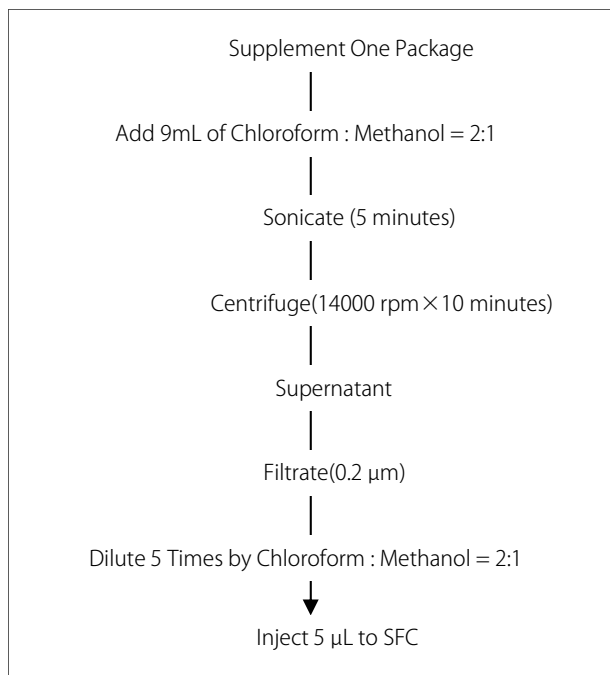 Supplement One Package
Add 9mL of Chloroform : Methanol = 2:1
Sonicate (5 minutes)
Centrifuge(14000 rpm×10 minutes)
Supernatant
Filtrate(0.2 μm)
Dilute 5 Times by Chloroform : Methanol = 2:1
Inject 5 μL to SFC